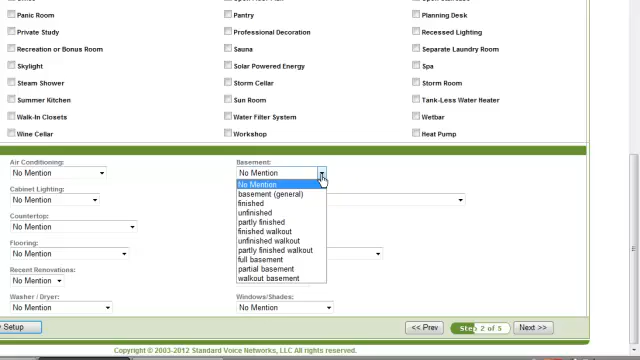 Panic Room Pantry Planning Desk
Private Study Professional Decoration Recessed Lighting
Recreation or Bonus Room Sauna Separate Laundry Room
Skylight Solar Powered Energy Spa
Steam Shower Storm Cellar Storm Room
Summer Kitchen Sun Room Tank-Less Water Heater
Walk-In Closets Water Filter System Wetbar
Wine Cellar Workshop Heat Pump
Air Conditioning: Basement:
No Mention No Mention
No Mention
basement (general)
Cabinet Lighting:
No Mention finished
unfinished
Countertop: partly finished
No Mention finished walkout
unfinished walkout
Flooring: partly finished walkout
No Mention full basement
Recent Renovations: partial basement
No Mention walkout basement
Washer / Dryer: Windows/Shades:
No Mention No Mention
Setup << Prev Step 2 of 5 Next >>
Copyright © 2003-2012 Standard Voice Networks, LLC All rights reserved.